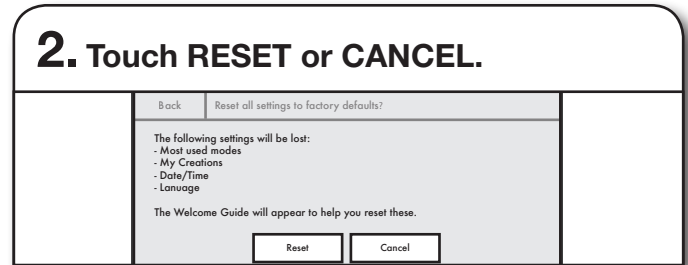 2. Touch RESET or CANCEL.
Back Reset all settings to factory defaults?
The following settings will be lost:
- Most used modes
- My Creations
- Date/Time
- Lanuage
The Welcome Guide will appear to help you reset these.
Reset Cancel